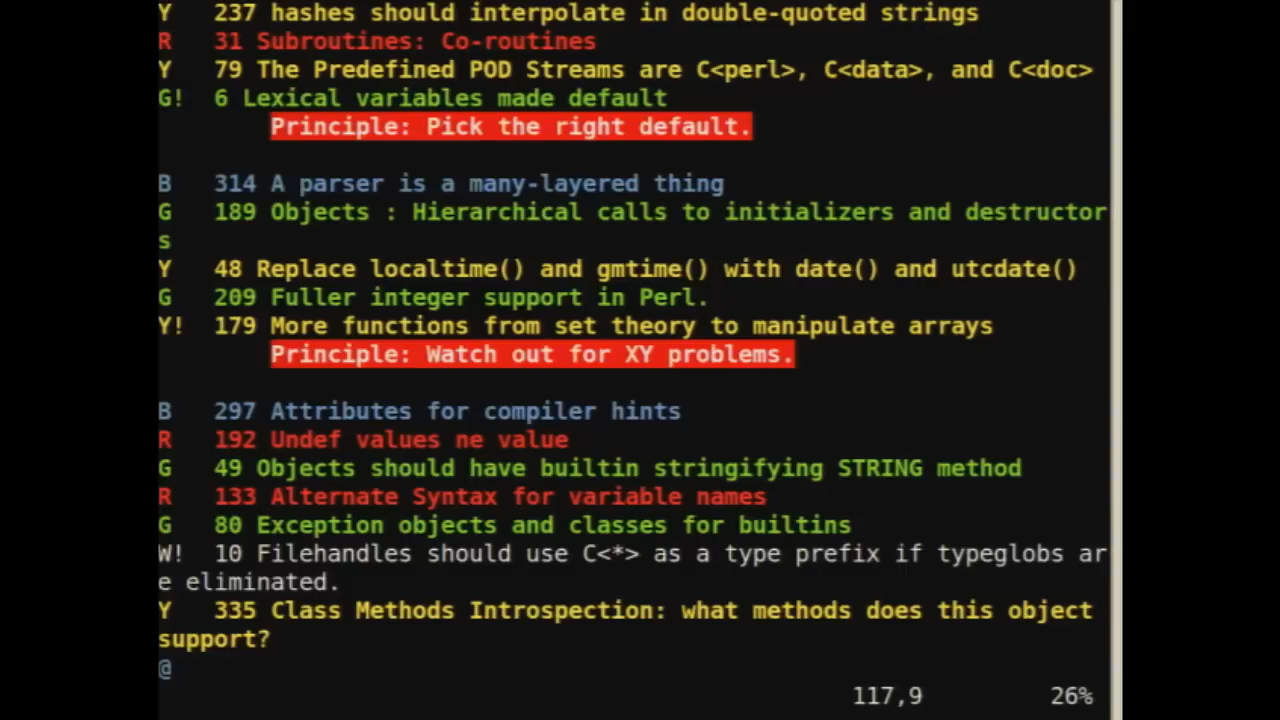 Y   237 hashes should interpolate in double-quoted strings
R   31 Subroutines: Co-routines
Y   79 The Predefined POD Streams are C<perl>, C<data>, and C<doc>
G!  6 Lexical variables made default
Principle: Pick the right default.
B   314 A parser is a many-layered thing
G   189 Objects : Hierarchical calls to initializers and destructor
s
Y   48 Replace localtime() and gmtime() with date() and utcdate()
G   209 Fuller integer support in Perl.
Y!  179 More functions from set theory to manipulate arrays
Principle: Watch out for XY problems.
B   297 Attributes for compiler hints
R   192 Undef values ne value
G   49 Objects should have builtin stringifying STRING method
R   133 Alternate Syntax for variable names
G   80 Exception objects and classes for builtins
W!  10 Filehandles should use C<*> as a type prefix if typeglobs ar
e eliminated.
Y   335 Class Methods Introspection: what methods does this object
support?
@
117,9         26%